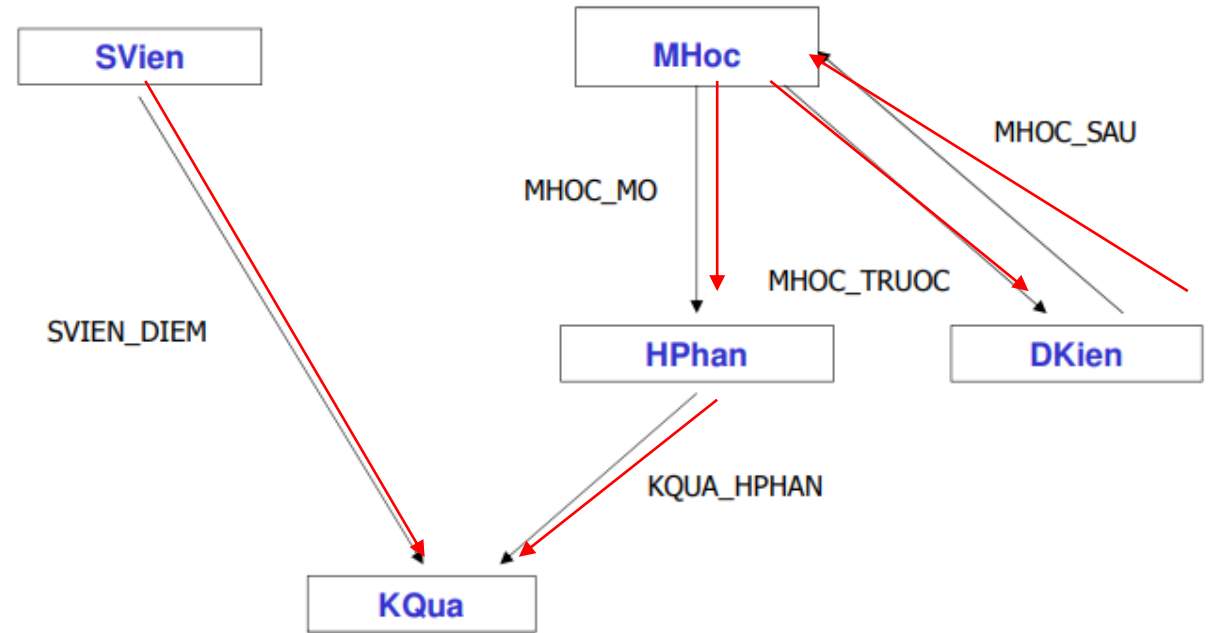 SVien
MHoc
MHOC_SAU
MHOC_MO
MHOC_TRUOC
SVIEN_DIEM
HPhan
DKien
KQUA_HPHAN
KQua